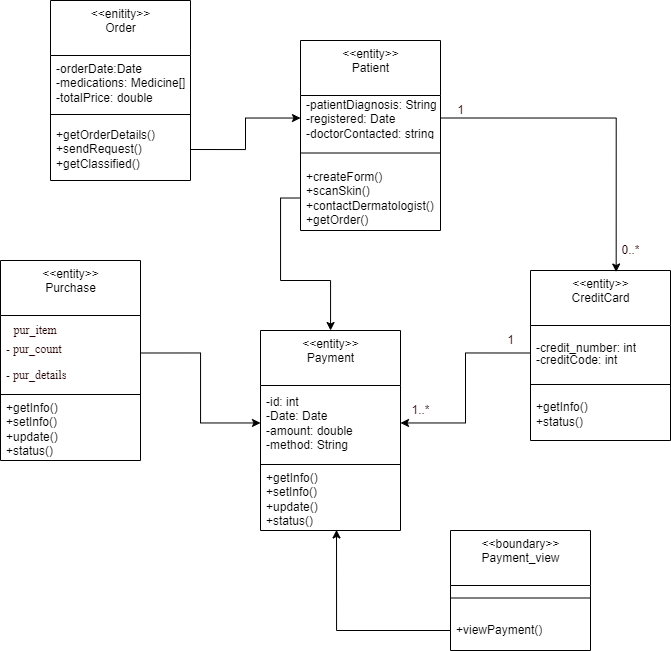 <<enitity>>
Order
-orderDate:Date
-medications: Medicine[]
-totalPrice: double
+getOrderDetails()
+sendRequest()
+getClassified()
<<entity>>
Patient
-patientDiagnosis: String
-registered: Date
-doctorContacted: string
+createForm()
+scanSkin()
+contactDermatologist()
+getOrder()
1
0..*
<<entity>>
Purchase
pur_item
- pur_count
- pur_details
+getInfo()
+setInfo()
+update()
+status()
<<entity>>
Payment
-id: int
-Date: Date
-amount: double
-method: String
+getInfo()
+setInfo()
+update()
+status()
1
1..*
<<entity>>
CreditCard
-credit_number: int
-creditCode: int
+getInfo()
+status()
<<boundary>>
Payment_view
+viewPayment()